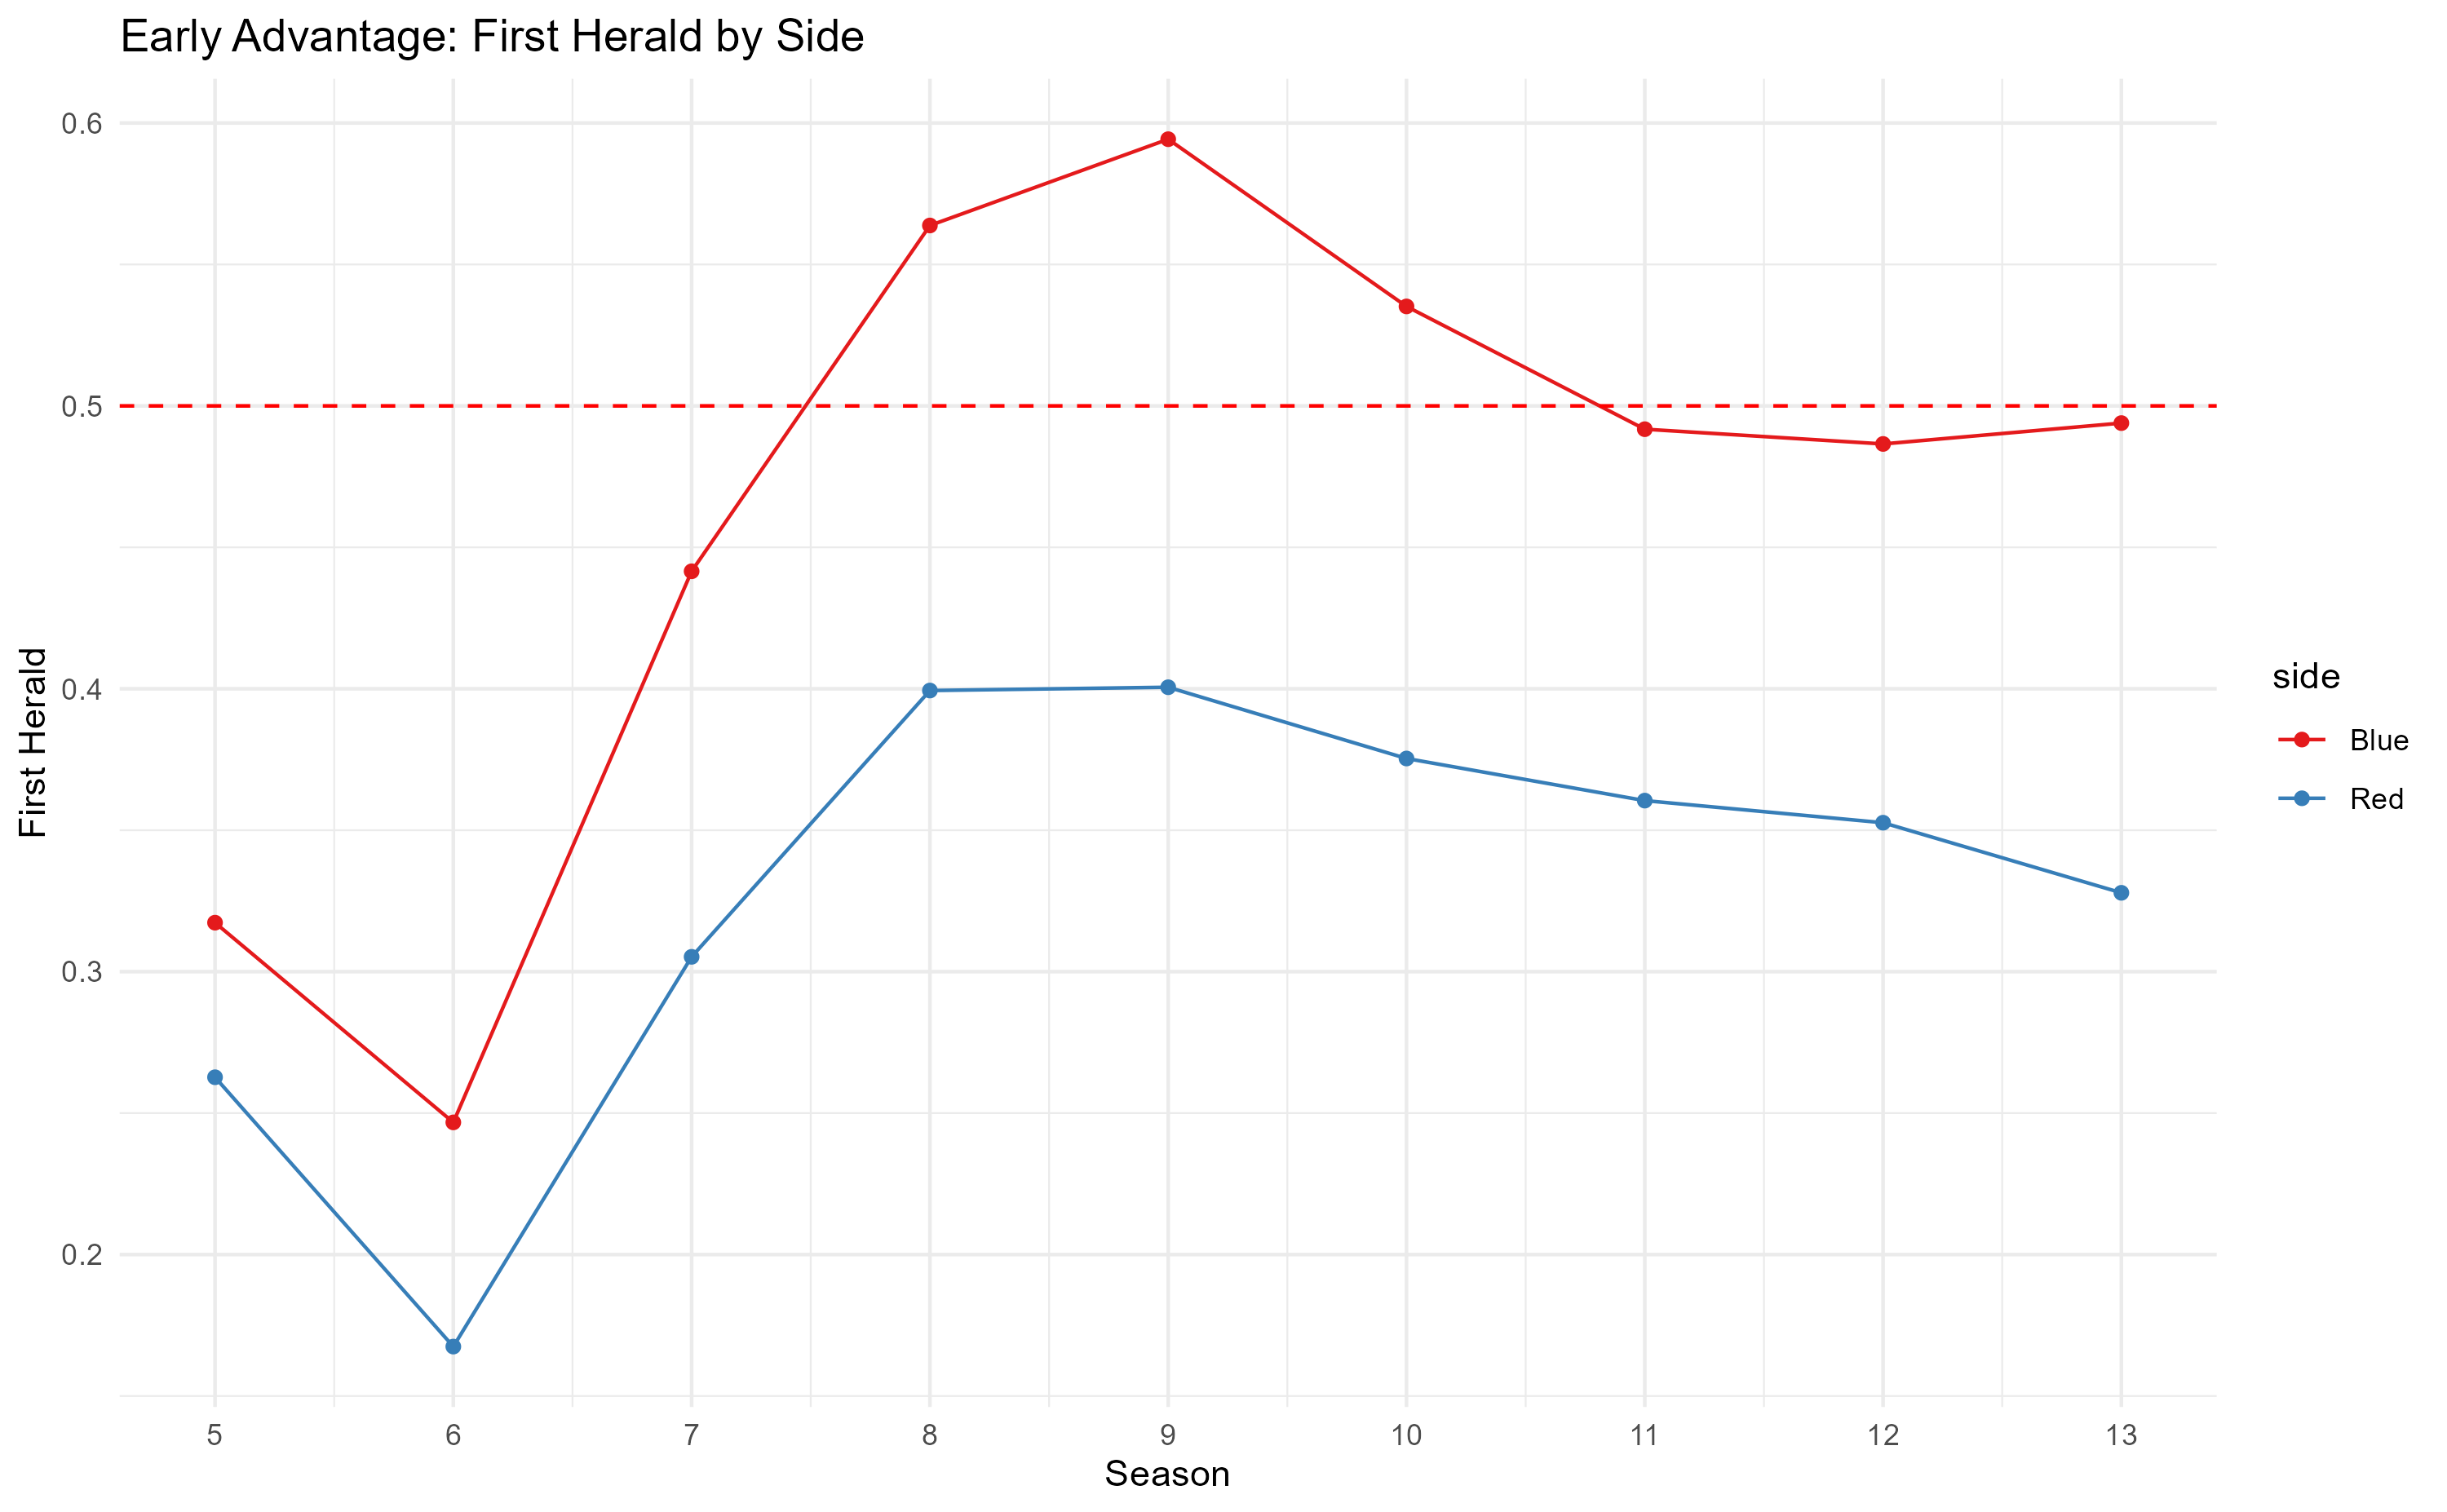 Early Advantage: First Herald by Side
0.6
0.5
0.4
0.3
0.2
First Herald
5 6 7 8 9 10 11 12 13
Season
side
Blue
Red